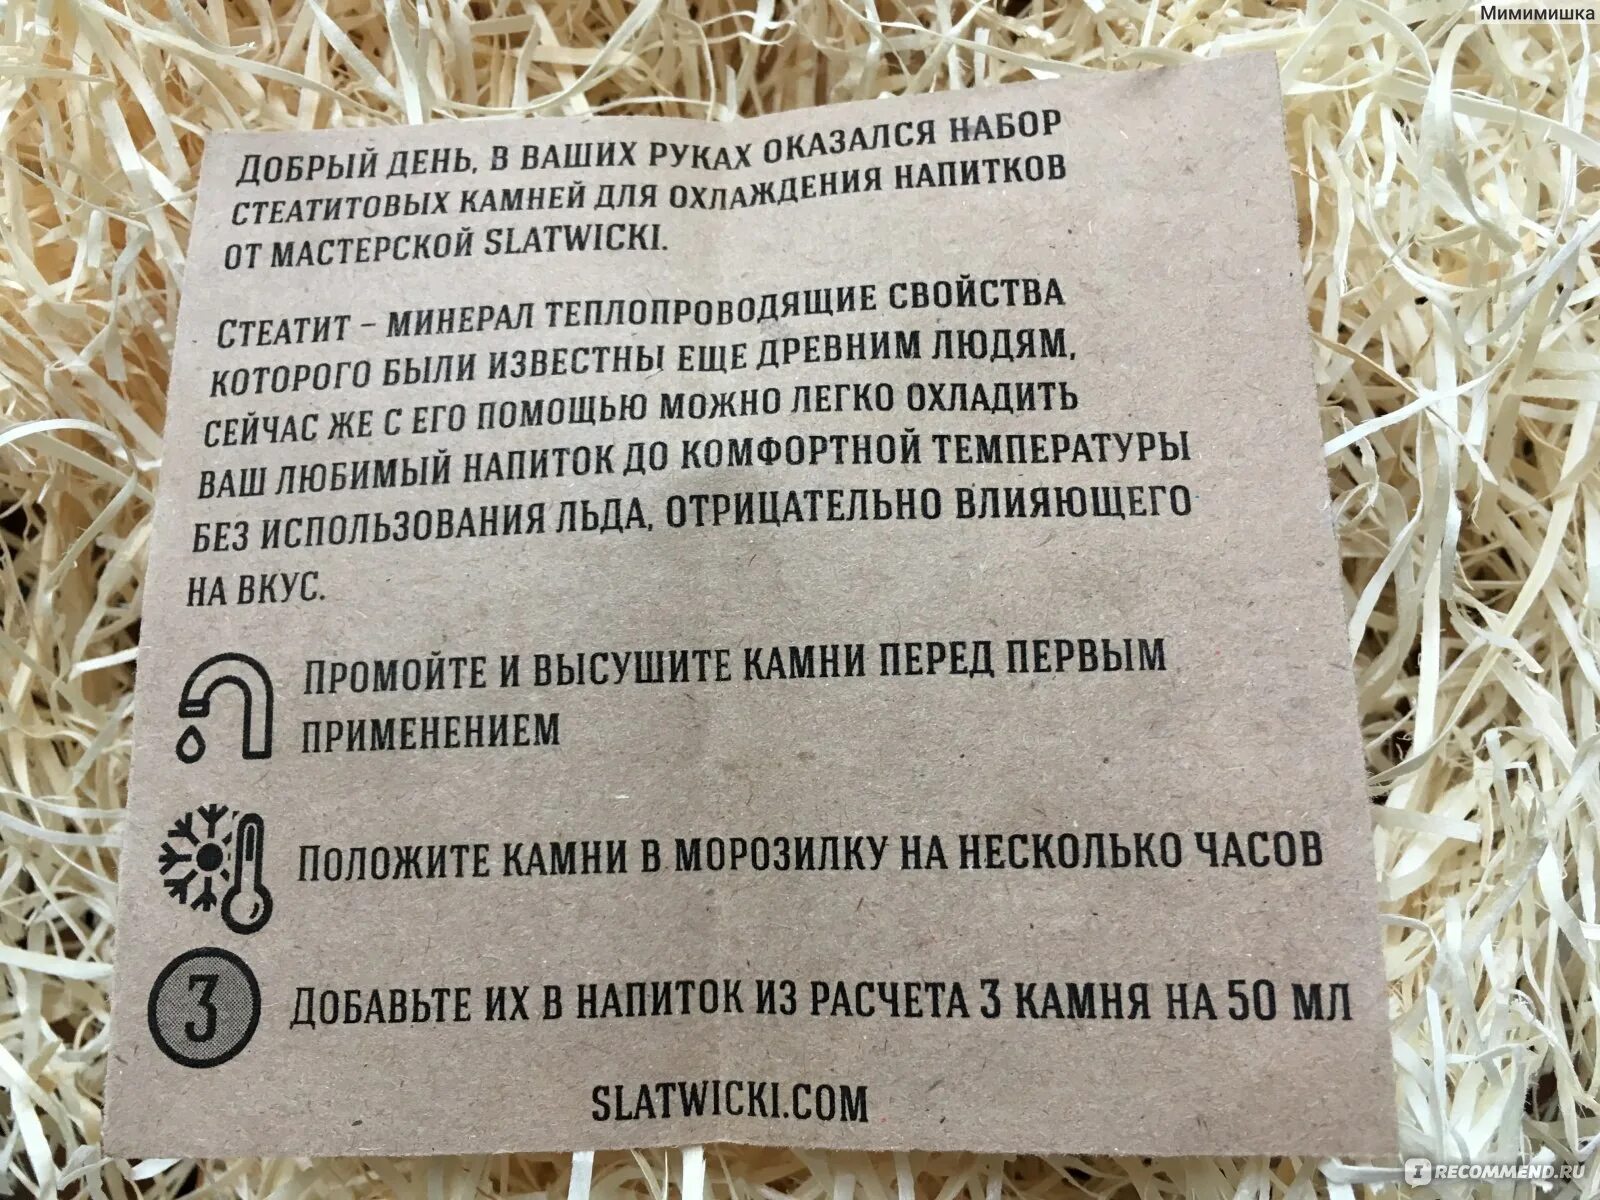 Мимимишка
Добрый день, в ваших руках оказался набор
стеатитовых камней для охлаждения напитков
от мастерской SLATWICKI.
Стеатит – минерал теплопроводящие свойства
которого были известны еще древним людям,
сейчас же с его помощью можно легко охладить
ваш любимый напиток до комфортной температуры
без использования льда, отрицательно влияющего
на вкус.
Промойте и высушите камни перед первым
применением
Положите камни в морозилку на несколько часов
3 Добавьте их в напиток из расчета 3 камня на 50 мл
SLATWICKI.COM
IRECOMMEND.RU